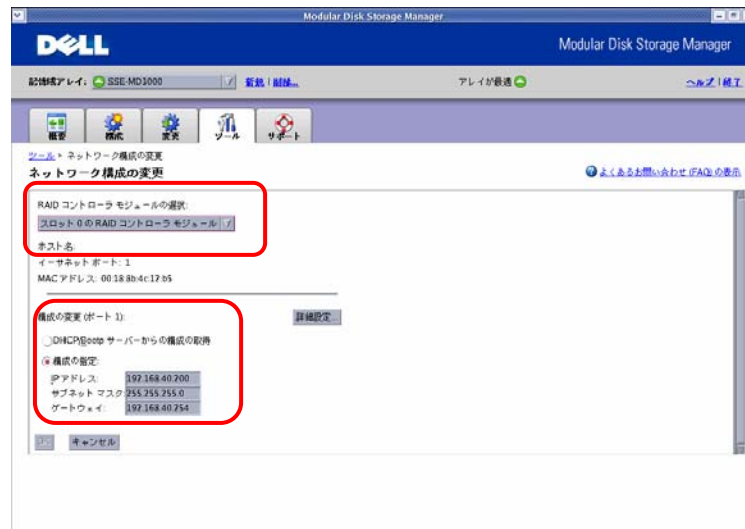 Modular Disk Storage Manager
DELL
Modular Disk Storage Manager
記憶域アレイ: SSE-MD3000
新規 | 削除...
アレイが最適
ヘルプ | 終了
概要
構成
変更
ツール
サポート
ツール ▸ ネットワーク構成の変更
ネットワーク構成の変更
よくあるお問い合わせ (FAQ) の表示
RAID コントローラ モジュールの選択:
スロット 0 の RAID コントローラ モジュール
ホスト名:
イーサネット ポート: 1
MAC アドレス: 00:18:8b:4c:17:b5
構成の変更 (ポート 1):
詳細設定...
DHCP/Bootp サーバーからの構成の取得
構成の指定:
IP アドレス: 192.168.40.200
サブネット マスク: 255.255.255.0
ゲートウェイ: 192.168.40.254
キャンセル